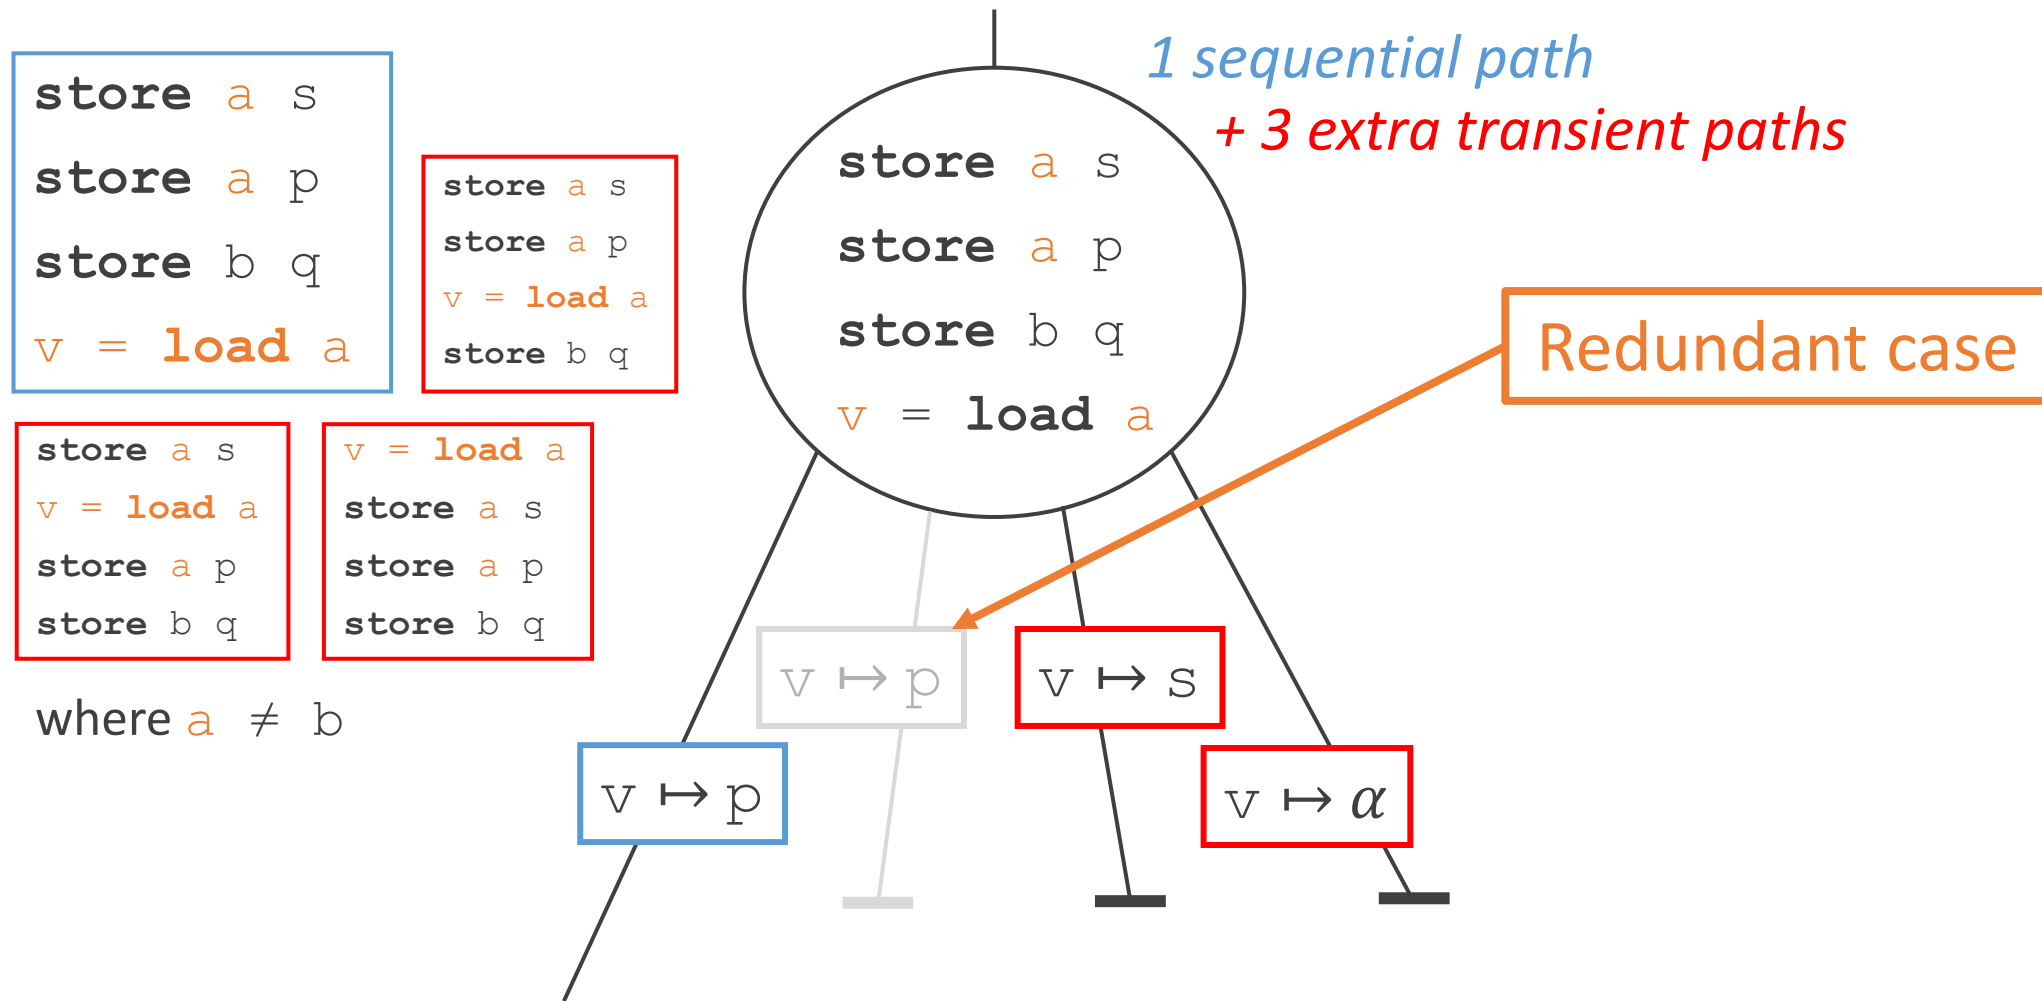 store a s
store a p
store b q
v = load a
store a s
store a p
v = load a
store b q
store a s
v = load a
store a p
store b q
v = load a
store a s
store a p
store b q
where a ≠ b
1 sequential path
+ 3 extra transient paths
store a s
store a p
store b q
v = load a
Redundant case
v ↦ p
v ↦ s
v ↦ p
v ↦ α